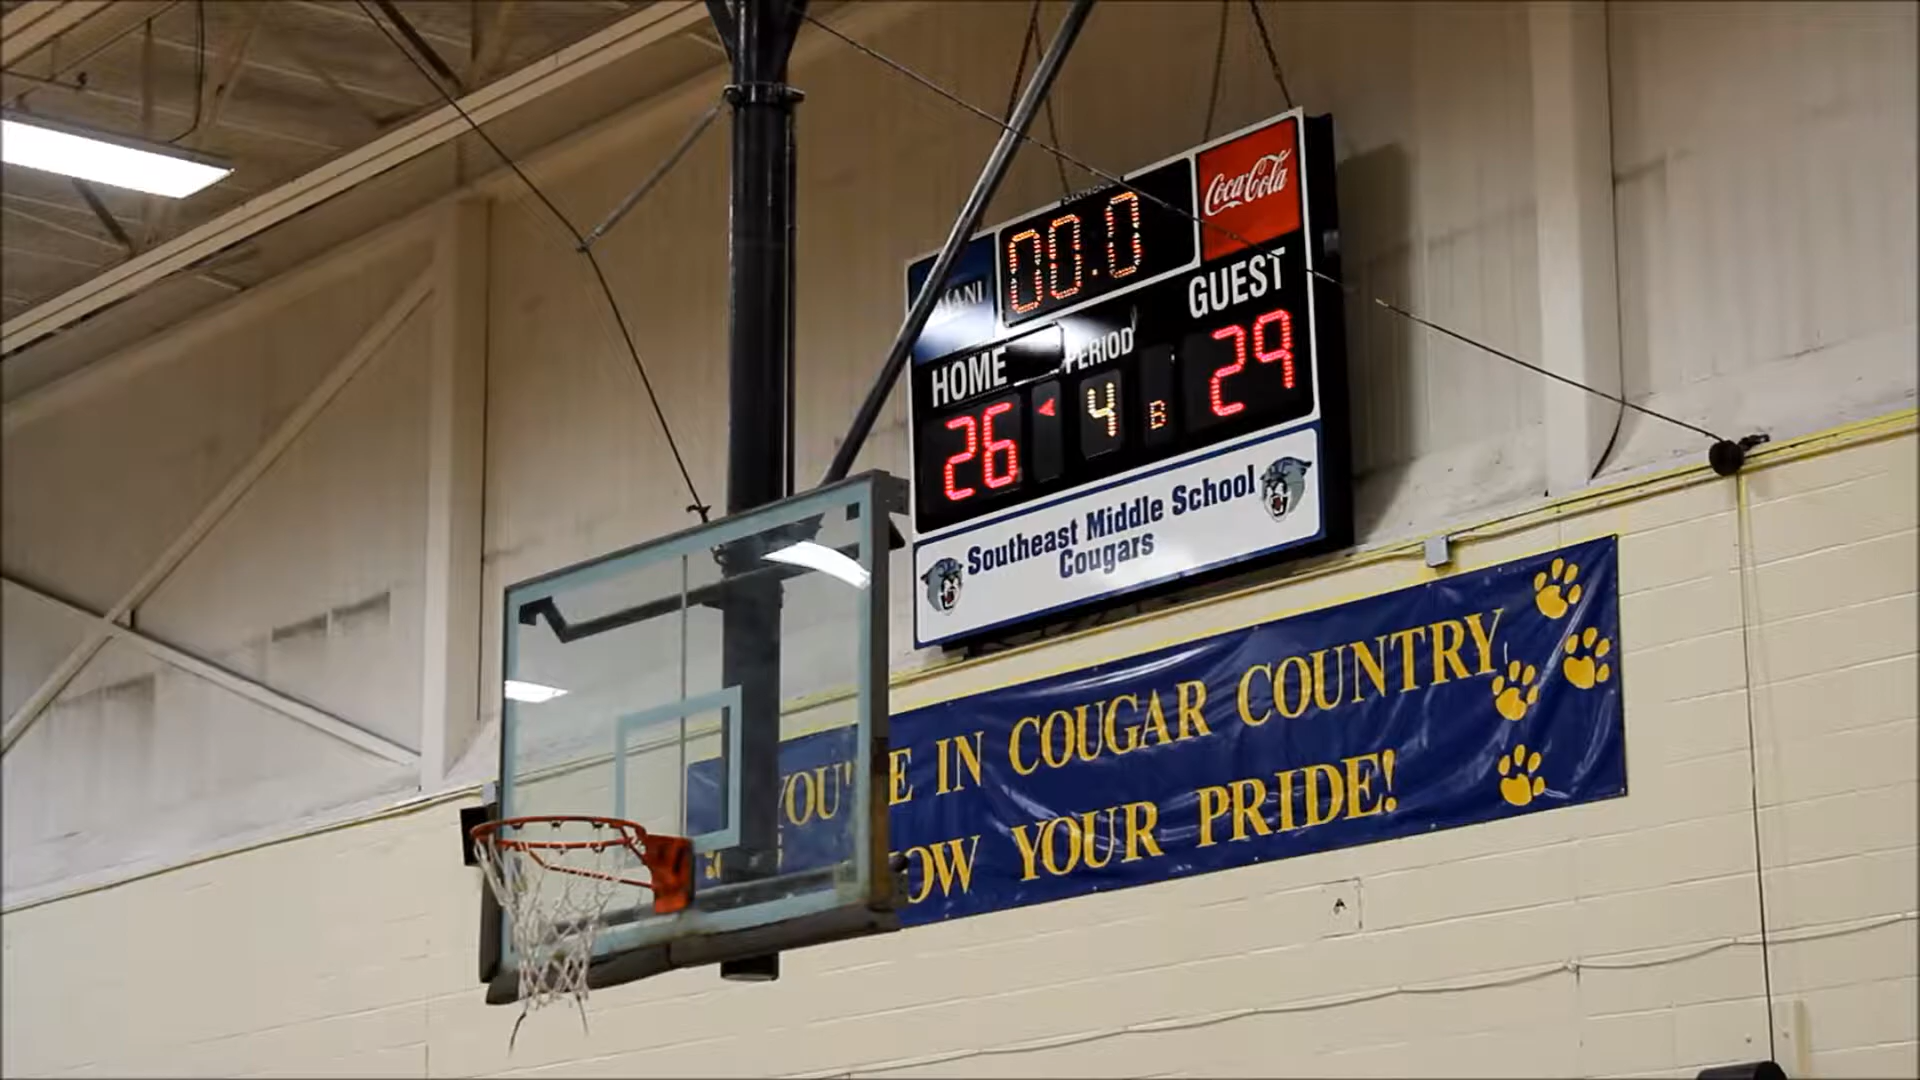 00.0
Coca-Cola
HOME
PERIOD
GUEST
26
4
B
29
Southeast Middle School
Cougars
IN COUGAR COUNTRY
YOUR PRIDE!